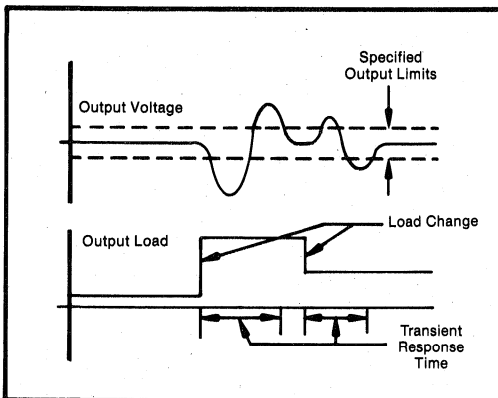 Specified
Output Limits
Output Voltage
Output Load
Load Change
Transient
Response
Time